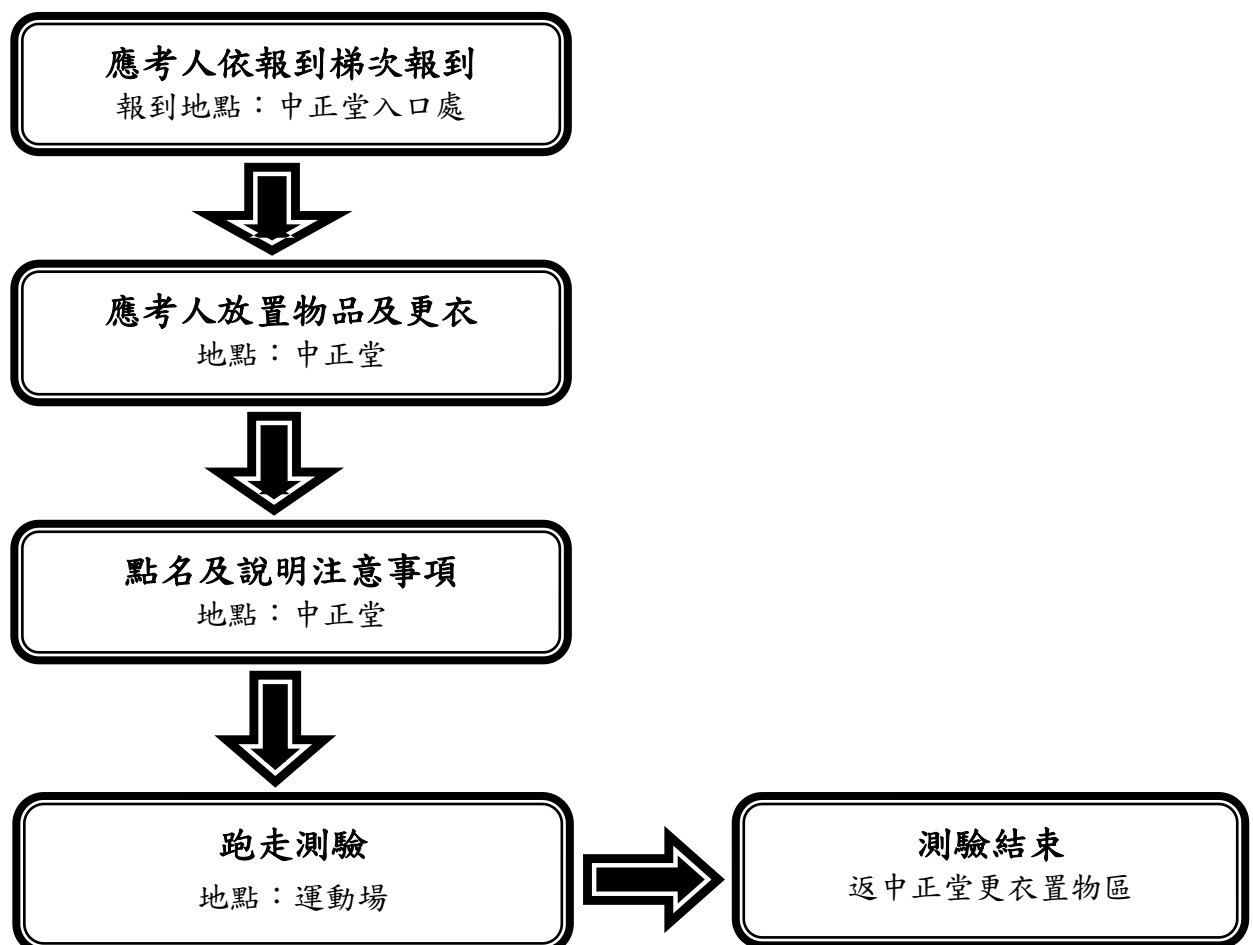 應考人依報到梯次報到
報到地點：中正堂入口處
應考人放置物品及更衣
地點：中正堂
點名及說明注意事項
地點：中正堂
跑走測驗
地點：運動場
測驗結束
返中正堂更衣置物區